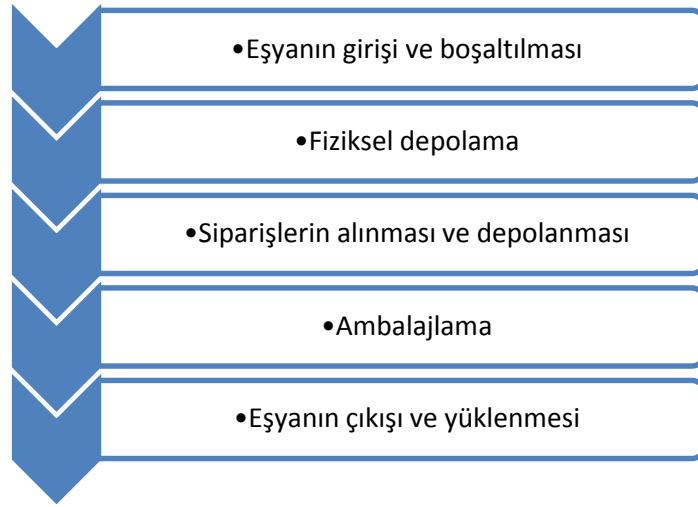 •Eşyanın girişi ve boşaltılması
•Fiziksel depolama
•Siparişlerin alınması ve depolanması
•Ambalajlama
•Eşyanın çıkışı ve yüklenmesi